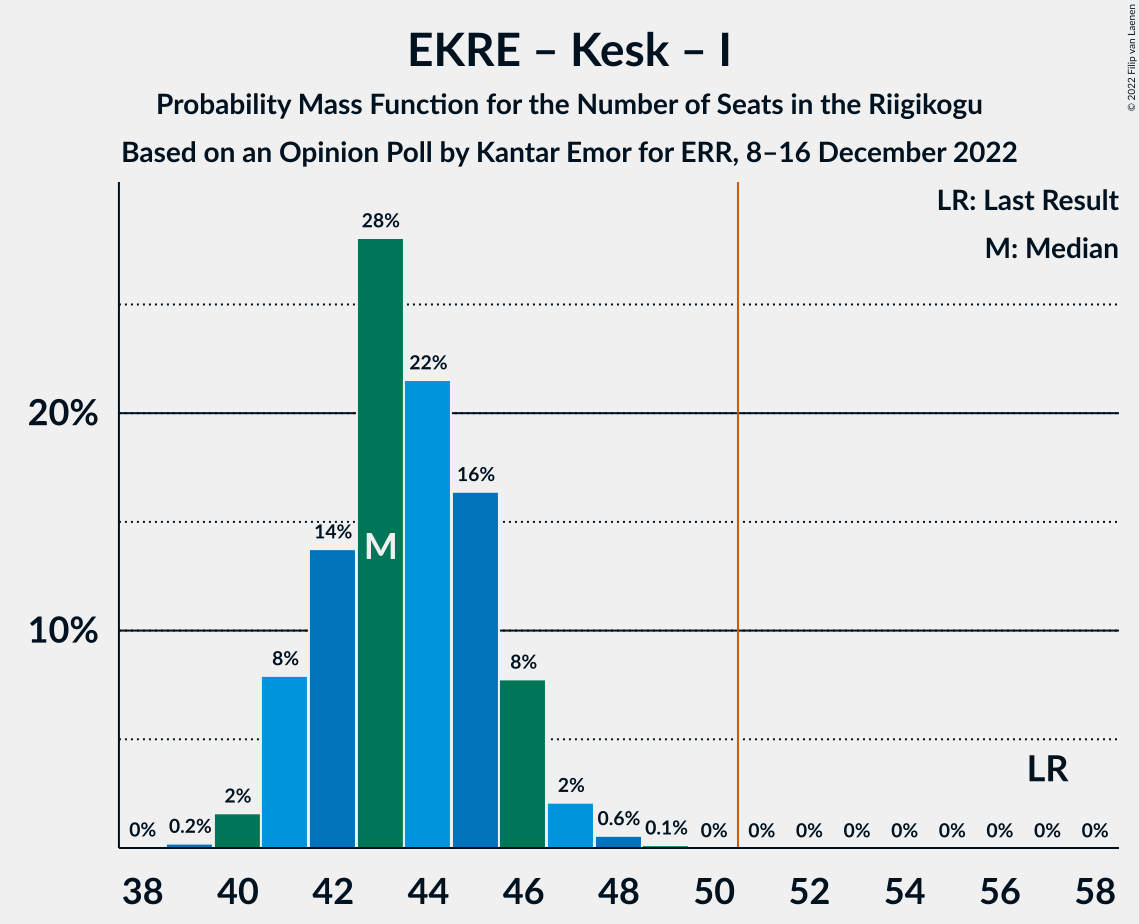 EKRE – Kesk – I
Probability Mass Function for the Number of Seats in the Riigikogu
Based on an Opinion Poll by Kantar Emor for ERR, 8–16 December 2022
© 2022 Filip van Laenen
LR: Last Result
M: Median
28%
22%
20%
16%
14%
M
10%
8%
8%
LR
2%
2%
0%
0.2%
0.6%
0.1%
0%
0%
0%
0%
0%
0%
0%
0%
0%
38 40 42 44 46 48 50 52 54 56 58